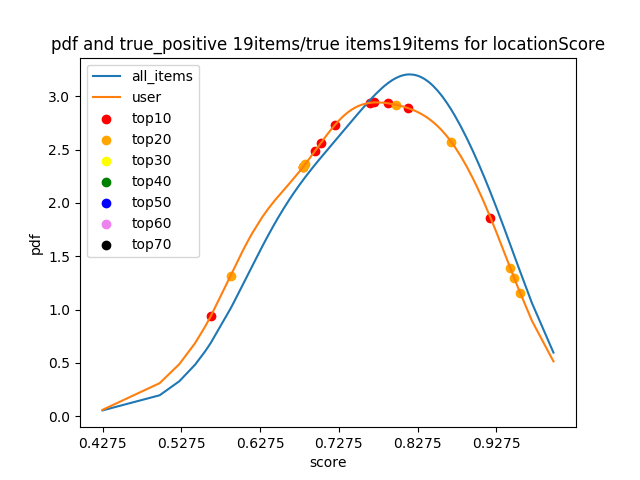 pdf and true_positive 19items/true items19items for locationScore
all_items
user
top10
top20
top30
top40
top50
top60
top70
pdf
3.0
2.5
2.0
1.5
1.0
0.5
0.0
0.4275 0.5275 0.6275 0.7275 0.8275 0.9275
score